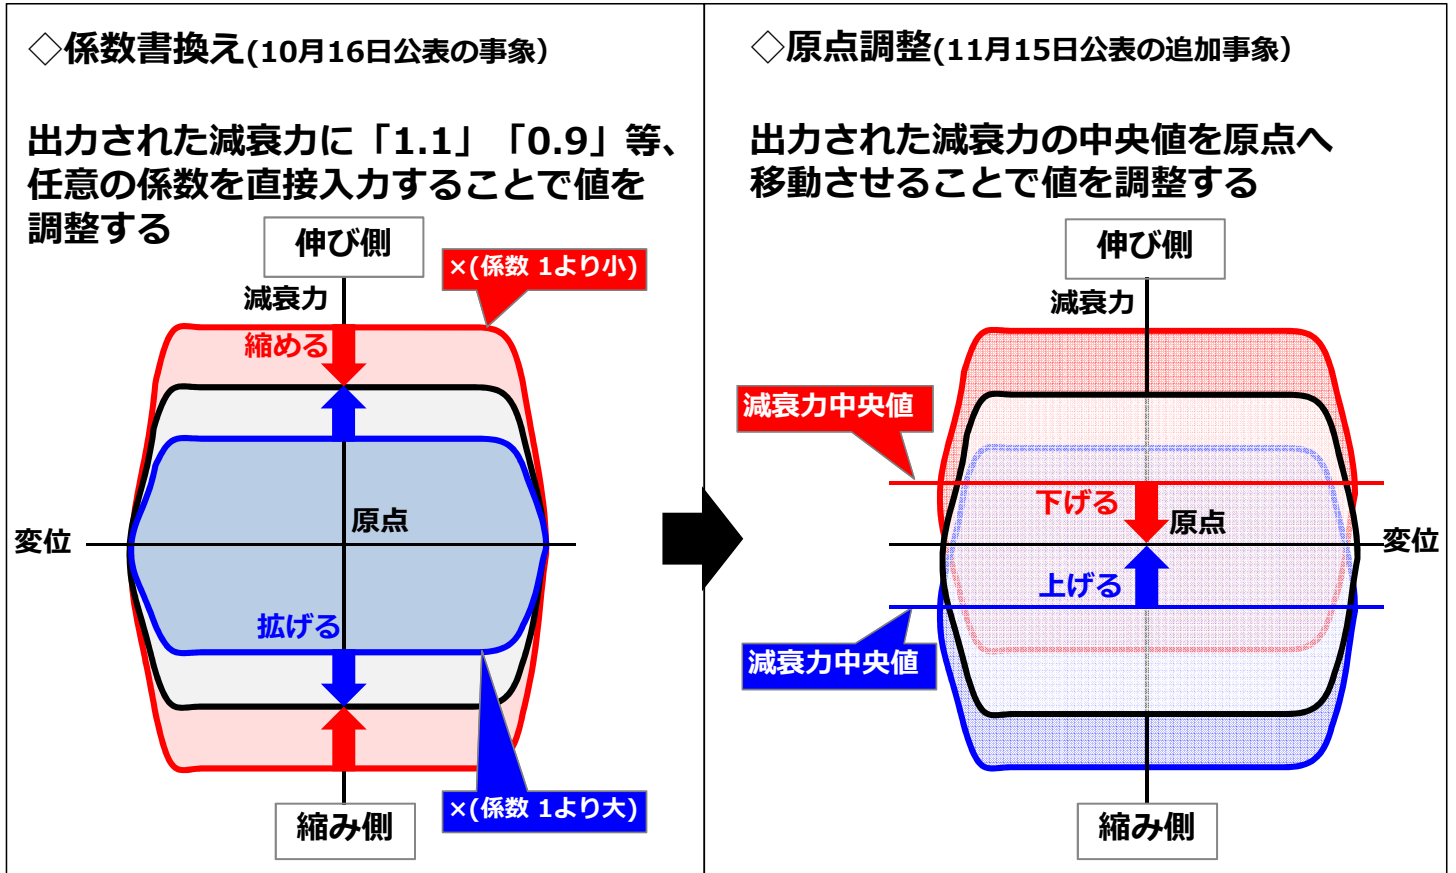 ◇係数書換え(10月16日公表の事象）
出力された減衰力に「1.1」「0.9」等、
任意の係数を直接入力することで値を
調整する
伸び側
×(係数 1より小)
減衰力
縮める
原点
変位
拡げる
×(係数 1より大)
縮み側
◇原点調整(11月15日公表の追加事象）
出力された減衰力の中央値を原点へ
移動させることで値を調整する
伸び側
減衰力
減衰力中央値
下げる
原点
変位
上げる
減衰力中央値
縮み側